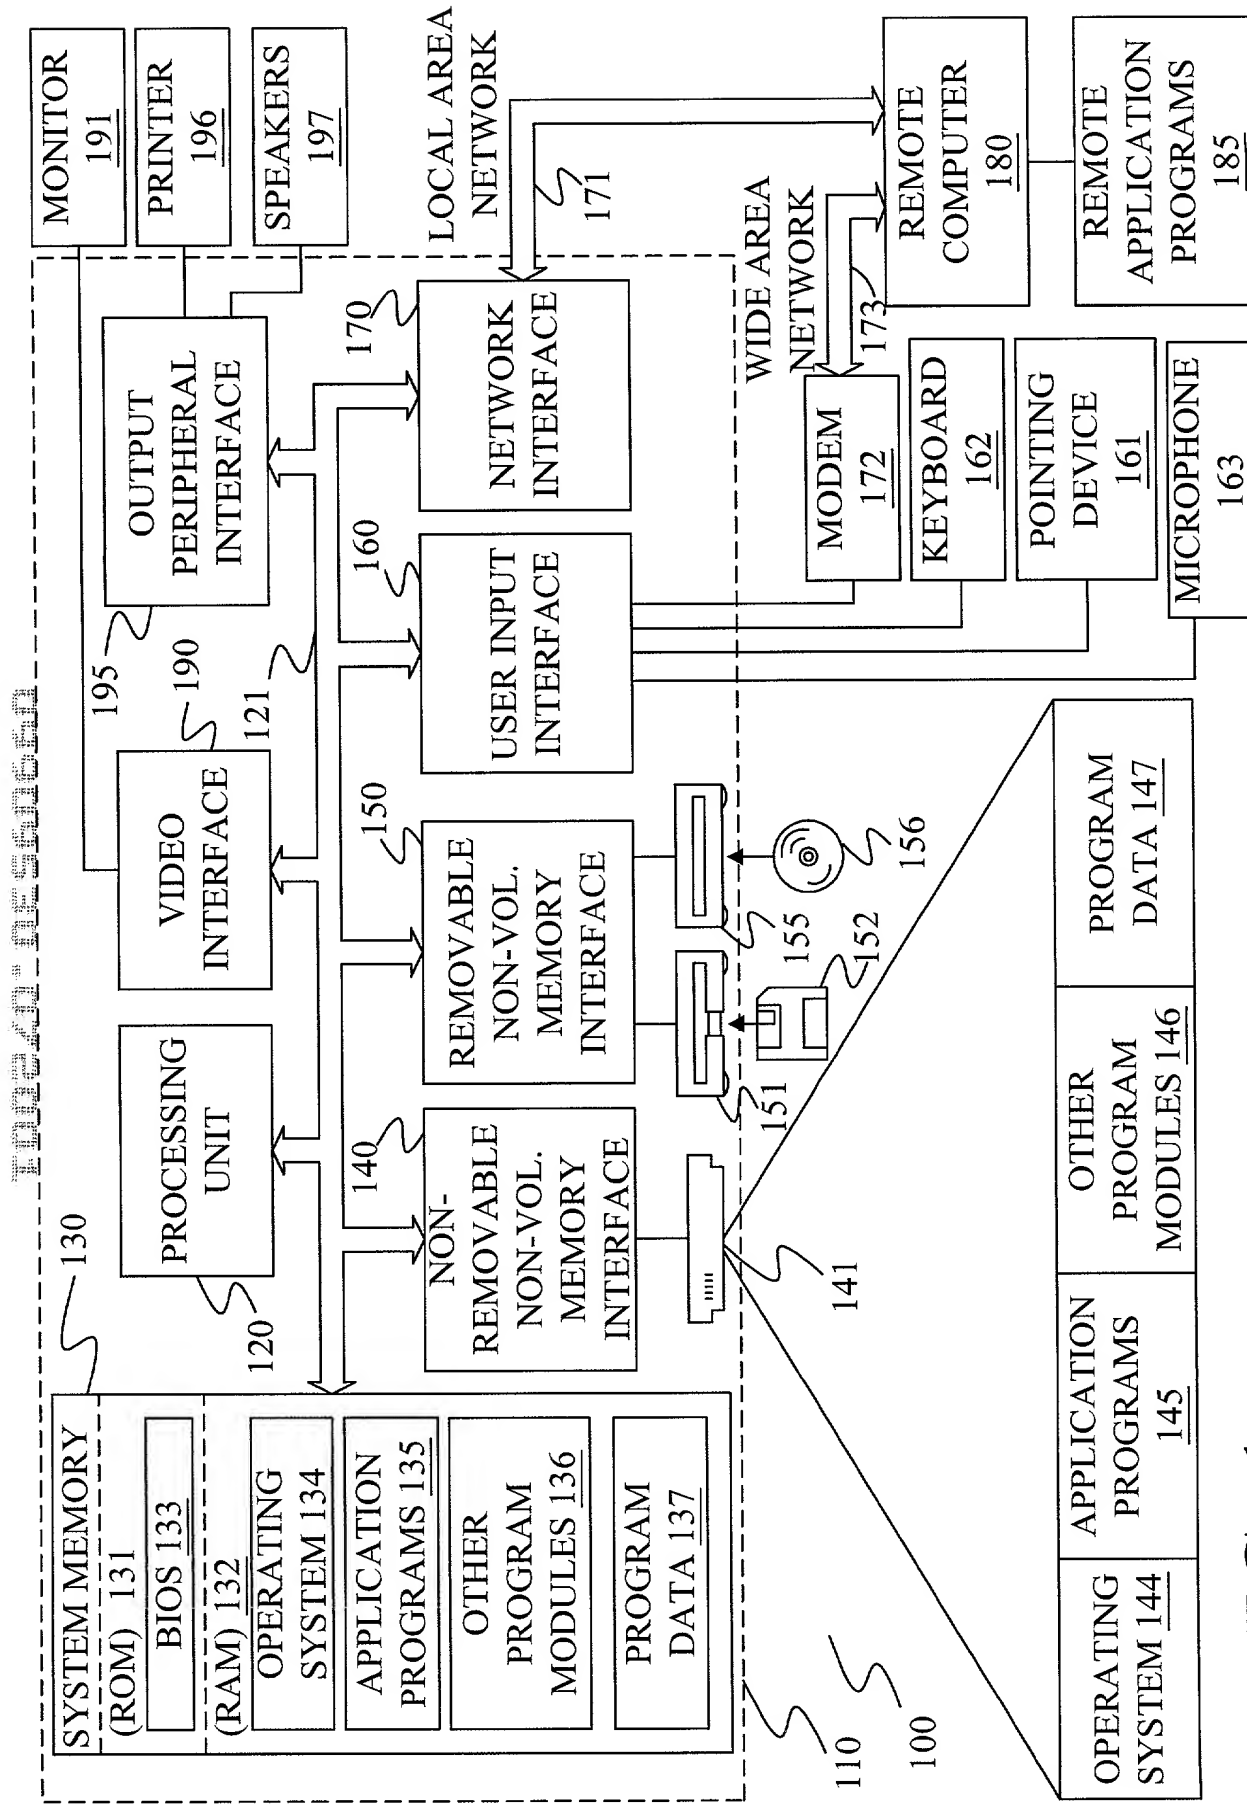 SYSTEM MEMORY
(ROM) 131
BIOS 133
(RAM) 132
OPERATING
SYSTEM 134
APPLICATION
PROGRAMS 135
OTHER
PROGRAM
MODULES 136
PROGRAM
DATA 137
130
120
PROCESSING
UNIT
VIDEO
INTERFACE
190
121
195
OUTPUT
PERIPHERAL
INTERFACE
MONITOR
191
PRINTER
196
SPEAKERS
197
140
NON-
REMOVABLE
NON-VOL.
MEMORY
INTERFACE
150
REMOVABLE
NON-VOL.
MEMORY
INTERFACE
160
USER INPUT
INTERFACE
170
NETWORK
INTERFACE
LOCAL AREA
NETWORK
171
WIDE AREA
NETWORK
173
141
151
152
155
156
MODEM
172
KEYBOARD
162
POINTING
DEVICE
161
MICROPHONE
163
REMOTE
COMPUTER
180
REMOTE
APPLICATION
PROGRAMS
185
110
100
OPERATING
SYSTEM 144
APPLICATION
PROGRAMS
145
OTHER
PROGRAM
MODULES 146
PROGRAM
DATA 147